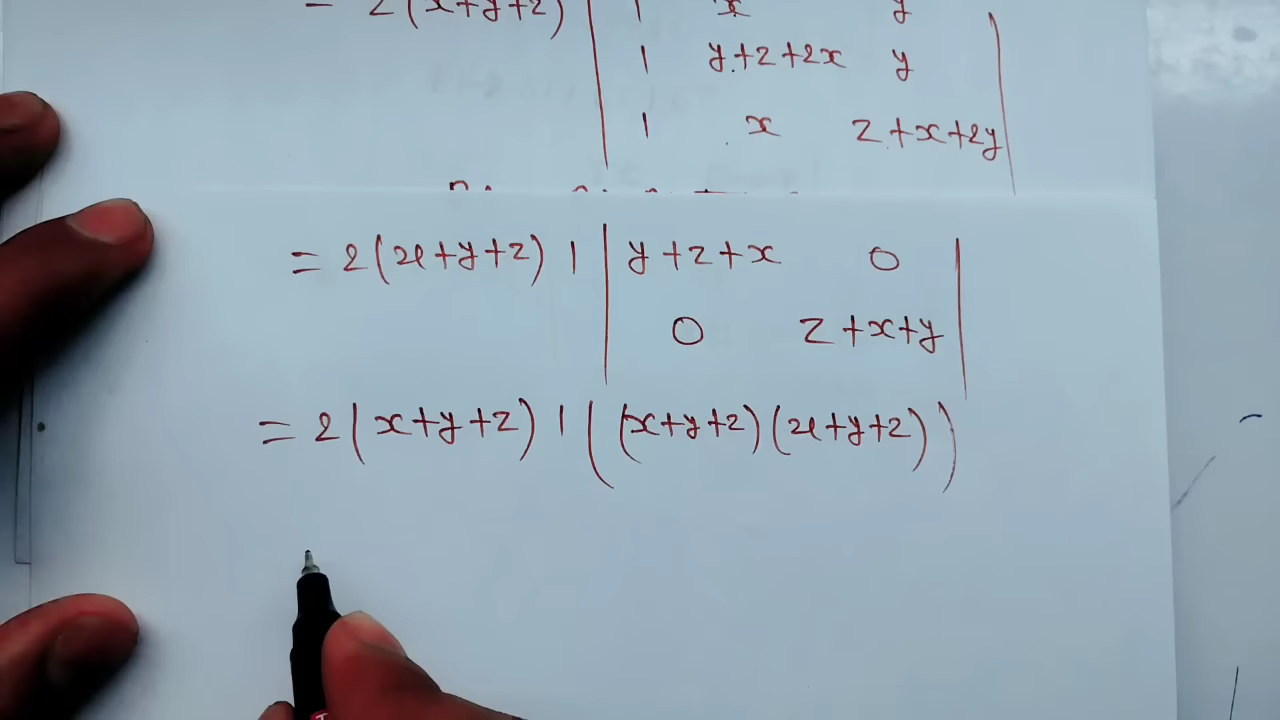 = 2(x+y+z) | 1 x y
1 y+z+2x y
1 x z+x+2y |
= 2(x+y+z) 1 | y+z+x 0
0 z+x+y |
= 2(x+y+z) 1 ((x+y+z)(x+y+z))